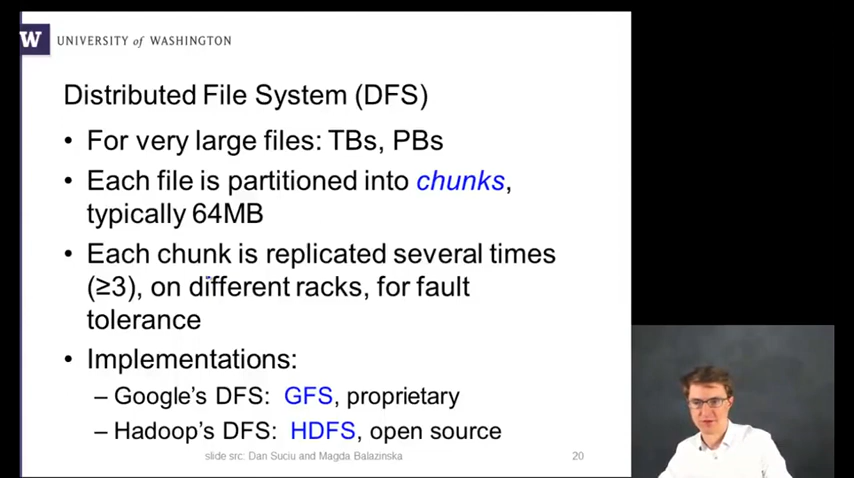 W
UNIVERSITY of WASHINGTON
Distributed File System (DFS)
• For very large files: TBs, PBs
• Each file is partitioned into chunks,
typically 64MB
• Each chunk is replicated several times
(≥3), on different racks, for fault
tolerance
• Implementations:
– Google's DFS: GFS, proprietary
– Hadoop's DFS: HDFS, open source
slide src: Dan Suciu and Magda Balazinska
20